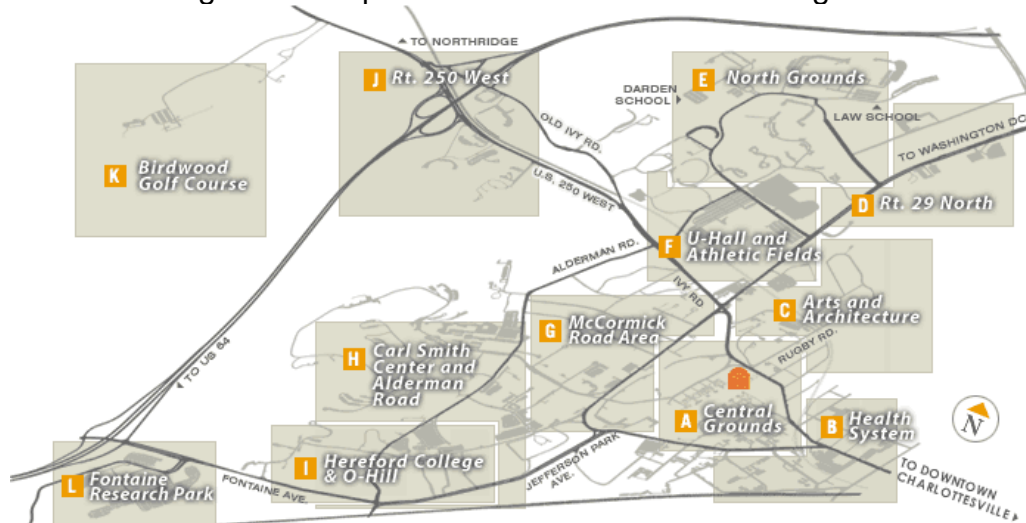 TO NORTHRIDGE
J
Rt. 250 West
E
North Grounds
DARDEN
SCHOOL
LAW SCHOOL
OLD IVY RD.
TO WASHINGTON DC
K
Birdwood
Golf Course
U.S. 250 WEST
D
Rt. 29 North
F
U-Hall and
Athletic Fields
ALDERMAN RD.
IVY RD
C
Arts and
Architecture
G
McCormick
Road Area
RUGBY RD.
H
Carl Smith
Center and
Alderman
Road
TO US 64
A
Central
Grounds
B
Health
System
N
I
Hereford College
& O-Hill
JEFFERSON PARK
AVE.
L
Fontaine
Research Park
FONTAINE AVE.
TO DOWNTOWN
CHARLOTTESVILLE